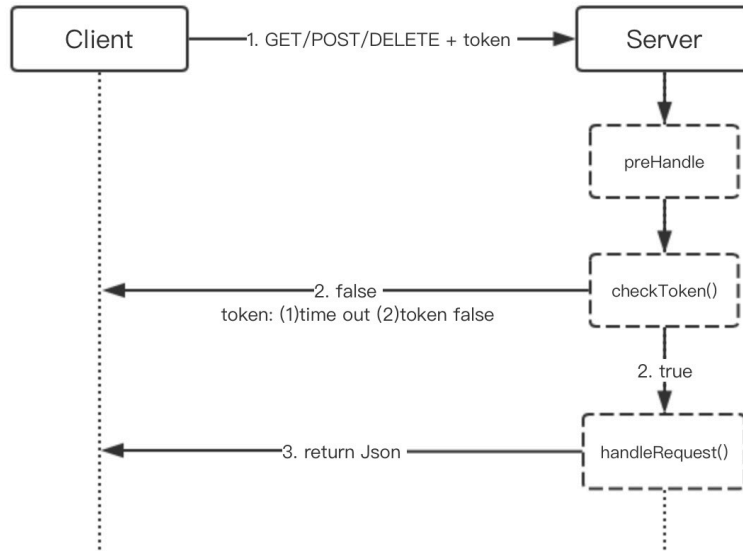 Client
1. GET/POST/DELETE + token
Server
preHandle
2. false
checkToken()
token: (1)time out (2)token false
2. true
3. return Json
handleRequest()